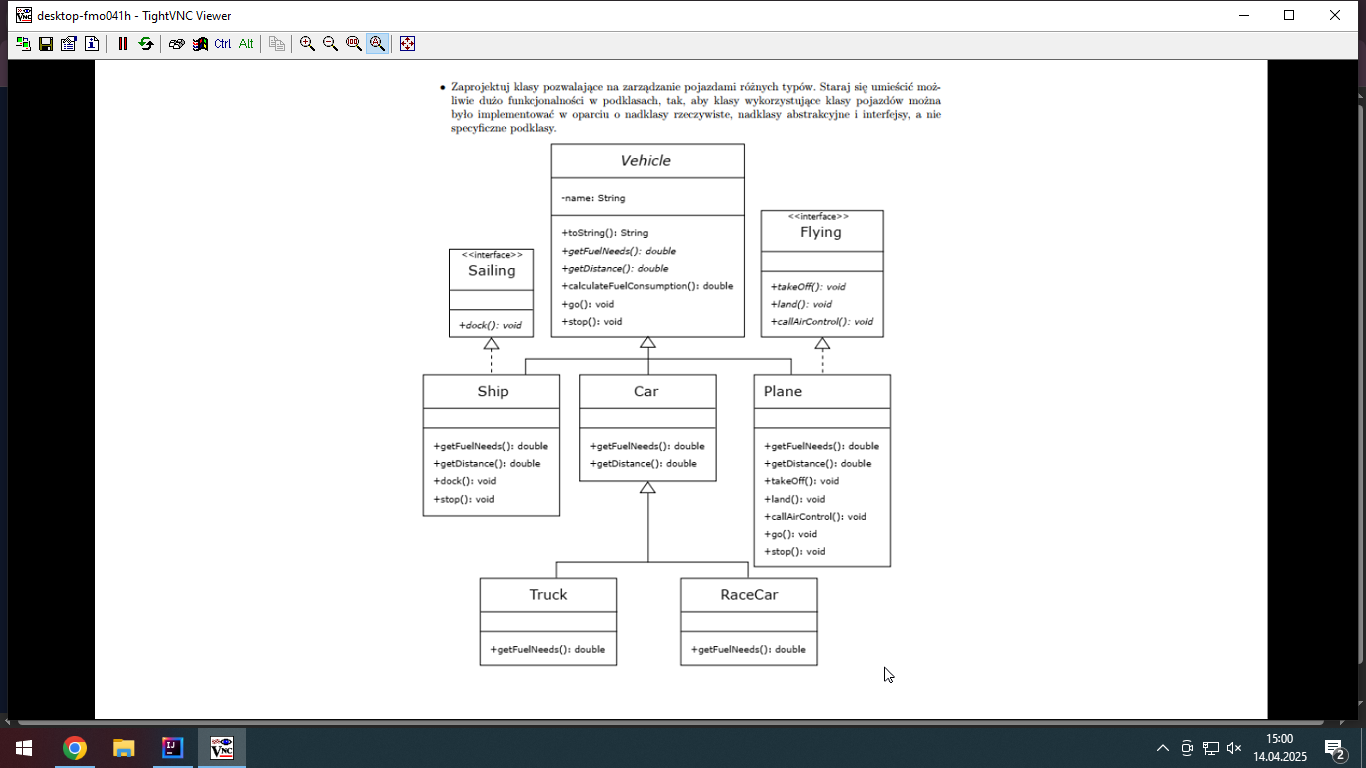 desktop-fmo041h - TightVNC Viewer
Ctrl Alt
• Zaprojektuj klasy pozwalające na zarządzanie pojazdami różnych typów. Staraj się umieścić moż-
liwie dużo funkcjonalności w podklasach, tak, aby klasy wykorzystujące klasy pojazdów można
było implementować w oparciu o nadklasy rzeczywiste, nadklasy abstrakcyjne i interfejsy, a nie
specyficzne podklasy.
Vehicle
-name: String
+toString(): String
+getFuelNeeds(): double
+getDistance(): double
+calculateFuelConsumption(): double
+go(): void
+stop(): void
<<interface>>
Sailing
+dock(): void
<<interface>>
Flying
+takeOff(): void
+land(): void
+callAirControl(): void
Ship
+getFuelNeeds(): double
+getDistance(): double
+dock(): void
+stop(): void
Car
+getFuelNeeds(): double
+getDistance(): double
Plane
+getFuelNeeds(): double
+getDistance(): double
+takeOff(): void
+land(): void
+callAirControl(): void
+go(): void
+stop(): void
Truck
+getFuelNeeds(): double
RaceCar
+getFuelNeeds(): double
15:00
14.04.2025
2